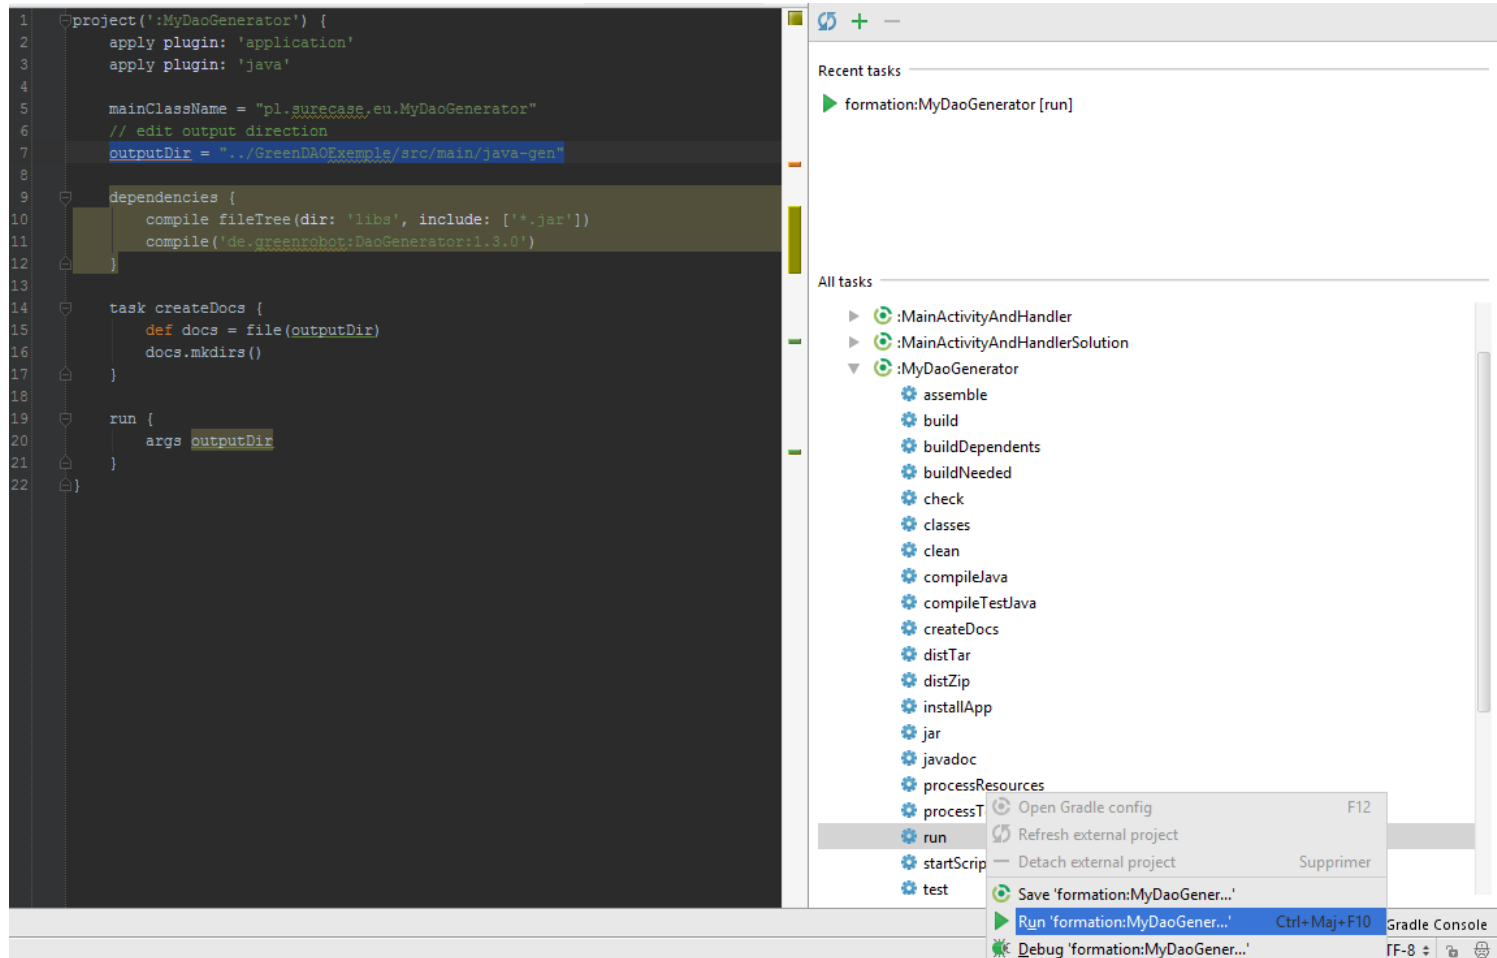 1 project(':MyDaoGenerator') {
2 apply plugin: 'application'
3 apply plugin: 'java'
4
5 mainClassName = "pl.surecase.eu.MyDaoGenerator"
6 // edit output direction
7 outputDir = "../GreenDAOExemple/src/main/java-gen"
8
9 dependencies {
10 compile fileTree(dir: 'libs', include: ['*.jar'])
11 compile('de.greenrobot:DaoGenerator:1.3.0')
12 }
13
14 task createDocs {
15 def docs = file(outputDir)
16 docs.mkdirs()
17 }
18
19 run {
20 args outputDir
21 }
22 }
Recent tasks
formation:MyDaoGenerator [run]
All tasks
:MainActivityAndHandler
:MainActivityAndHandlerSolution
:MyDaoGenerator
assemble
build
buildDependents
buildNeeded
check
classes
clean
compileJava
compileTestJava
createDocs
distTar
distZip
installApp
jar
javadoc
processResources
processT
run
startScrip
test
Open Gradle config F12
Refresh external project
Detach external project Supprimer
Save 'formation:MyDaoGener...'
Run 'formation:MyDaoGener...' Ctrl+Maj+F10
Debug 'formation:MyDaoGener...'
Gradle Console
TF-8